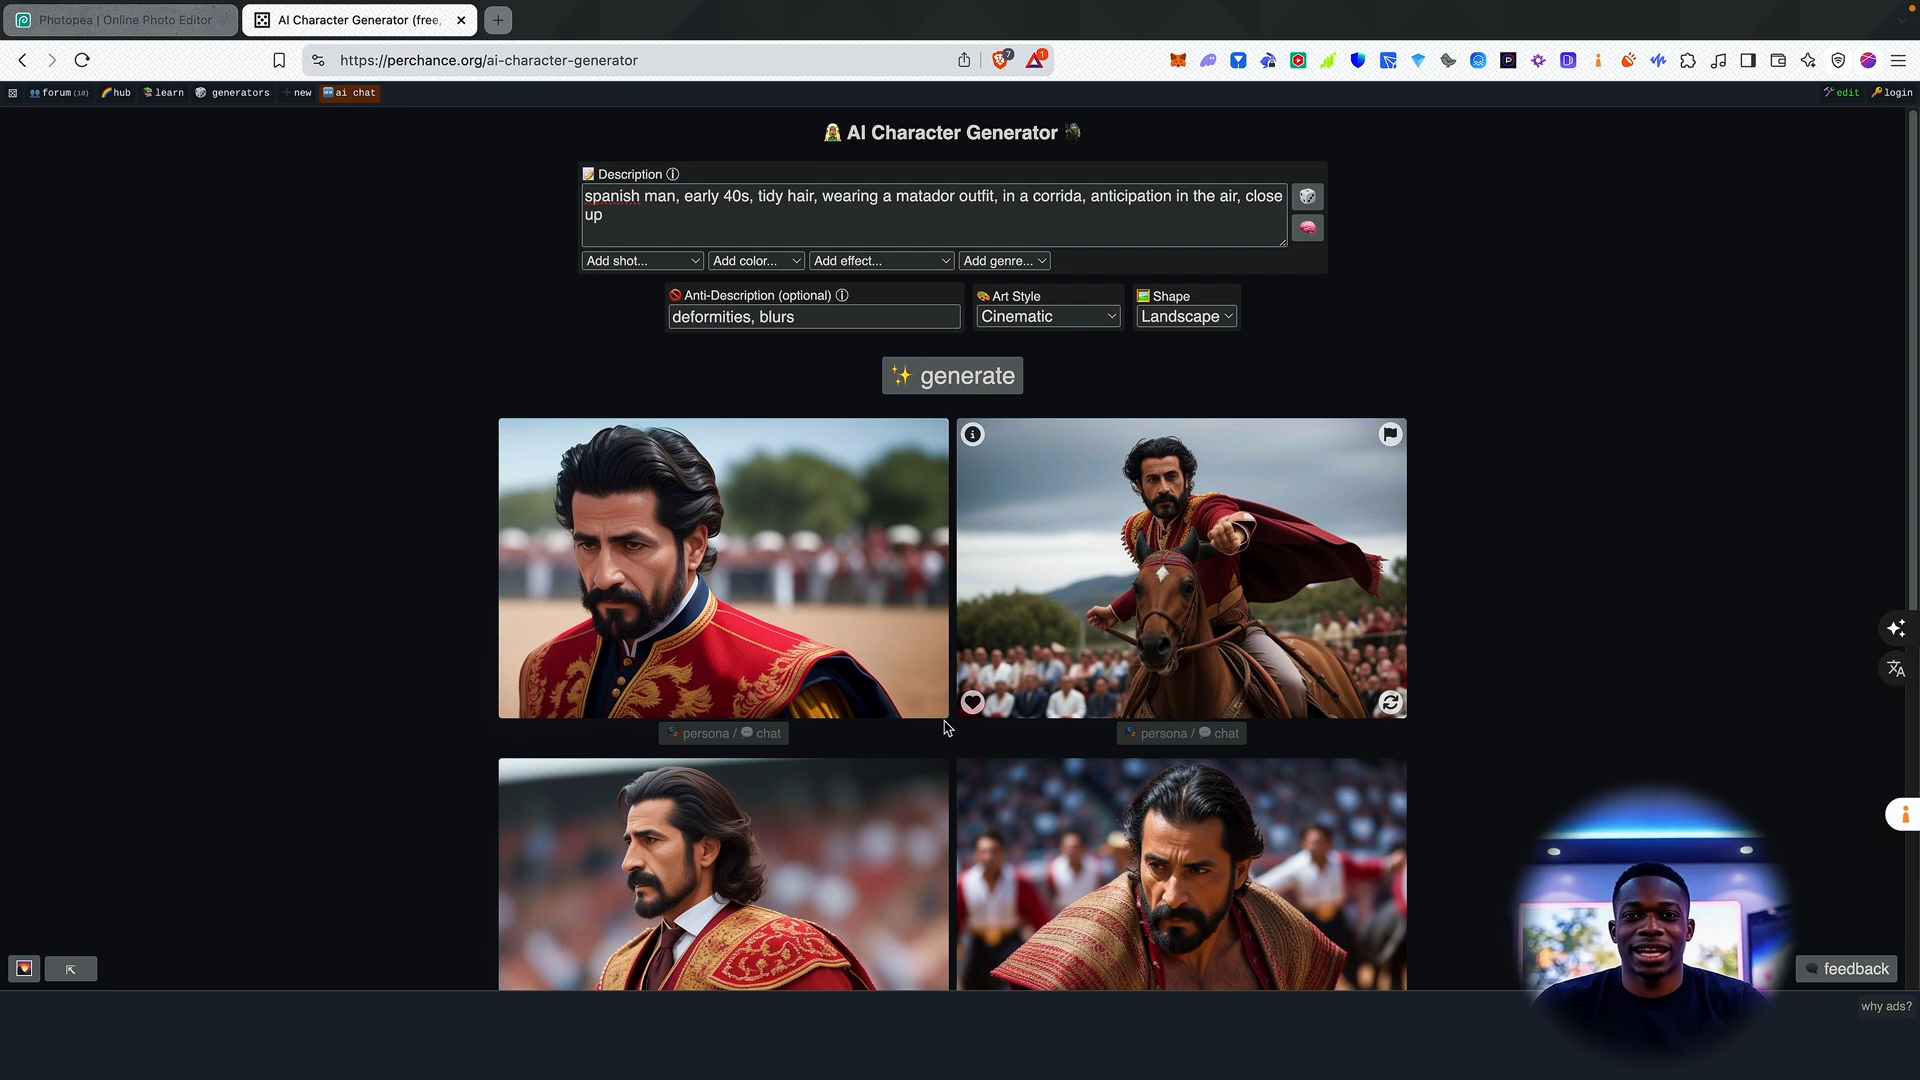 Photopea | Online Photo Editor
AI Character Generator (free,
https://perchance.org/ai-character-generator
7
1
forum (1d)
hub
learn
generators
new
ai chat
edit
login
AI Character Generator
Description
spanish man, early 40s, tidy hair, wearing a matador outfit, in a corrida, anticipation in the air, close
up
Add shot...
Add color...
Add effect...
Add genre...
Anti-Description (optional)
Art Style
Shape
deformities, blurs
Cinematic
Landscape
generate
persona / chat
persona / chat
feedback
why ads?